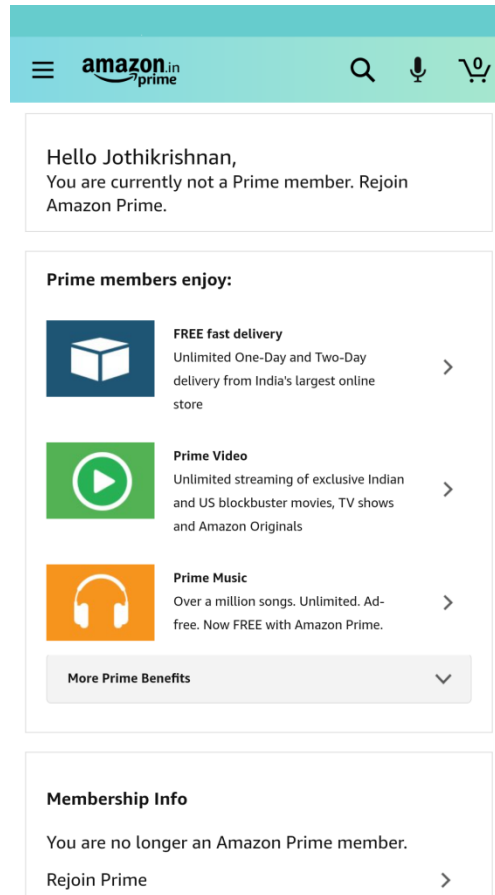 amazon.in
prime
0
Hello Jothikrishnan,
You are currently not a Prime member. Rejoin
Amazon Prime.
Prime members enjoy:
FREE fast delivery
Unlimited One-Day and Two-Day
delivery from India's largest online
store
Prime Video
Unlimited streaming of exclusive Indian
and US blockbuster movies, TV shows
and Amazon Originals
Prime Music
Over a million songs. Unlimited. Ad-
free. Now FREE with Amazon Prime.
More Prime Benefits
Membership Info
You are no longer an Amazon Prime member.
Rejoin Prime